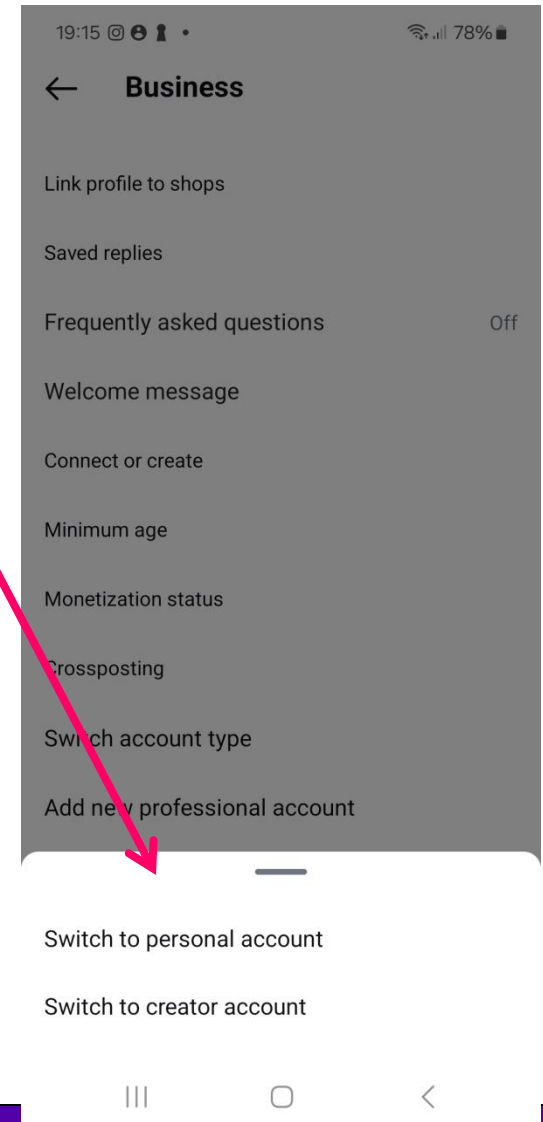 19:15
78%
Business
Link profile to shops
Saved replies
Frequently asked questions Off
Welcome message
Connect or create
Minimum age
Monetization status
Crossposting
Switch account type
Add new professional account
Switch to personal account
Switch to creator account